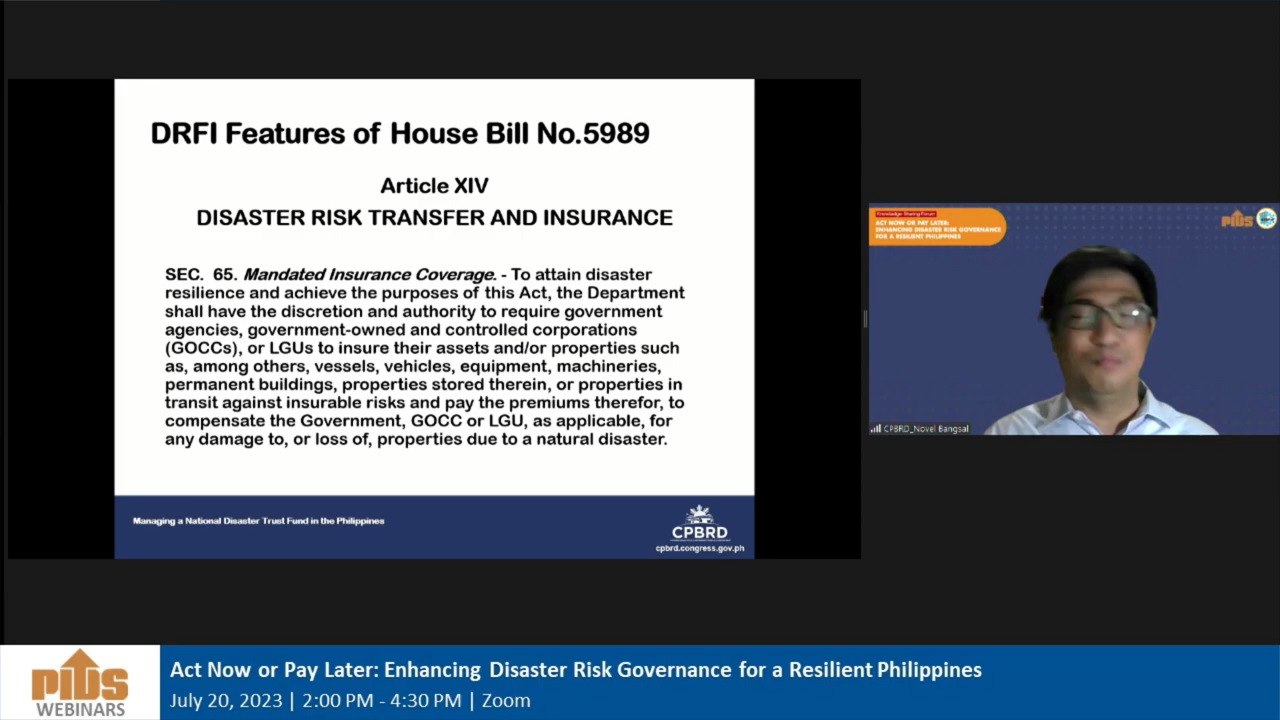 DRFI Features of House Bill No.5989
Article XIV
DISASTER RISK TRANSFER AND INSURANCE
SEC. 65. Mandated Insurance Coverage. - To attain disaster
resilience and achieve the purposes of this Act, the Department
shall have the discretion and authority to require government
agencies, government-owned and controlled corporations
(GOCCs), or LGUs to insure their assets and/or properties such
as, among others, vessels, vehicles, equipment, machineries,
permanent buildings, properties stored therein, or properties in
transit against insurable risks and pay the premiums therefor, to
compensate the Government, GOCC or LGU, as applicable, for
any damage to, or loss of, properties due to a natural disaster.
Managing a National Disaster Trust Fund in the Philippines
CPBRD
cpbrd.congress.gov.ph
Knowledge-Sharing Forum
ACT NOW OR PAY LATER:
ENHANCING DISASTER RISK GOVERNANCE
FOR A RESILIENT PHILIPPINES
PIDS
CPBRD_Novel Bangsal
PIDS
WEBINARS
Act Now or Pay Later: Enhancing Disaster Risk Governance for a Resilient Philippines
July 20, 2023 | 2:00 PM - 4:30 PM | Zoom